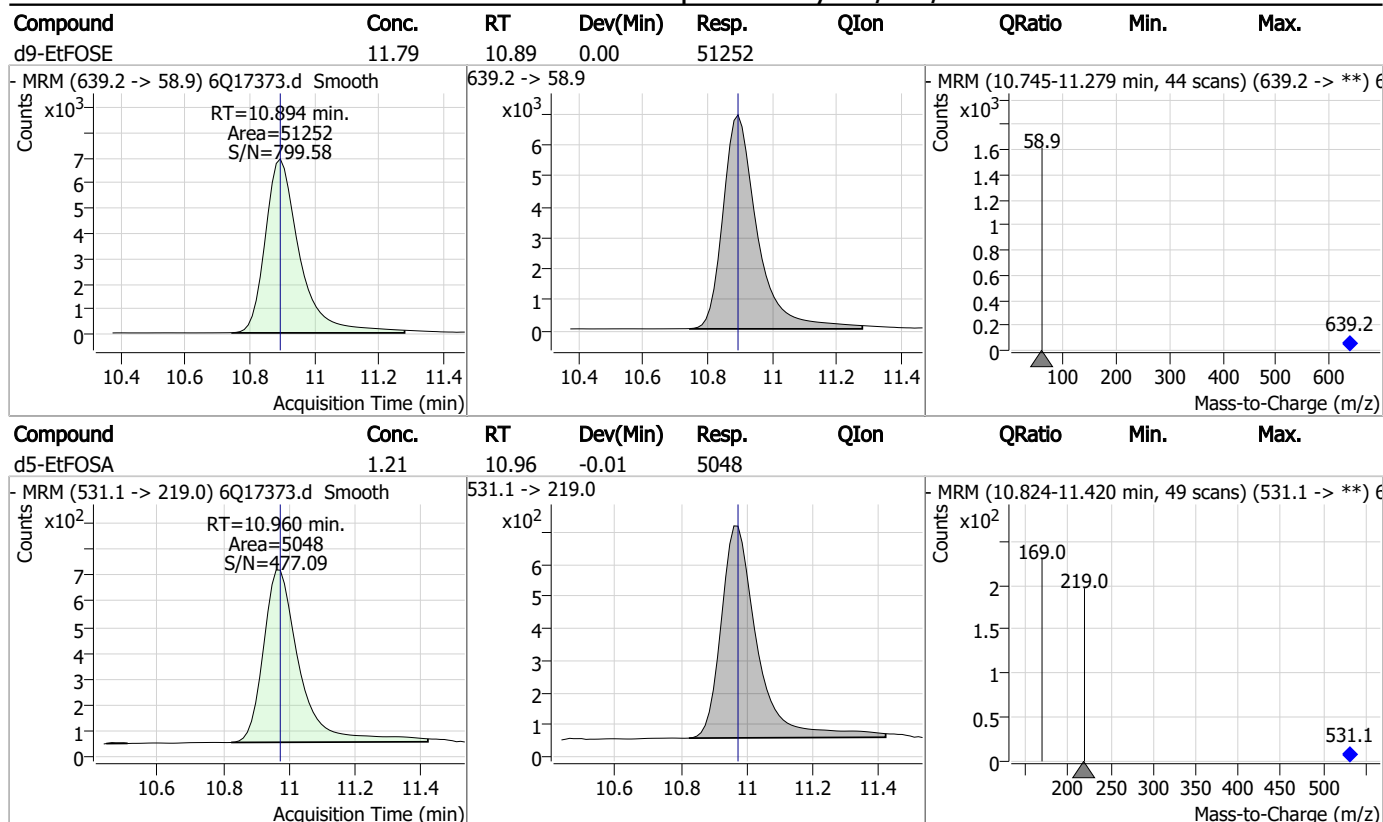 Compound Conc. RT Dev(Min) Resp. QIon QRatio Min. Max.
d9-EtFOSE 11.79 10.89 0.00 51252
- MRM (639.2 -> 58.9) 6Q17373.d Smooth
Counts
x10³
RT=10.894 min.
Area=51252
S/N=799.58
7
6
5
4
3
2
1
0
10.4 10.6 10.8 11 11.2 11.4
Acquisition Time (min)
639.2 -> 58.9
x10³
6
5
4
3
2
1
0
10.4 10.6 10.8 11 11.2 11.4
- MRM (10.745-11.279 min, 44 scans) (639.2 -> **) 6
Counts
x10³
58.9
1.6
1.4
1.2
1
0.8
0.6
0.4
0.2
0
639.2
100 200 300 400 500 600
Mass-to-Charge (m/z)
Compound Conc. RT Dev(Min) Resp. QIon QRatio Min. Max.
d5-EtFOSA 1.21 10.96 -0.01 5048
- MRM (531.1 -> 219.0) 6Q17373.d Smooth
Counts
x10²
RT=10.960 min.
Area=5048
S/N=477.09
7
6
5
4
3
2
1
0
10.6 10.8 11 11.2 11.4
Acquisition Time (min)
531.1 -> 219.0
x10²
6
5
4
3
2
1
0
10.6 10.8 11 11.2 11.4
- MRM (10.824-11.420 min, 49 scans) (531.1 -> **) 6
Counts
x10²
169.0
219.0
2
1.5
1
0.5
0
531.1
200 250 300 350 400 450 500
Mass-to-Charge (m/z)